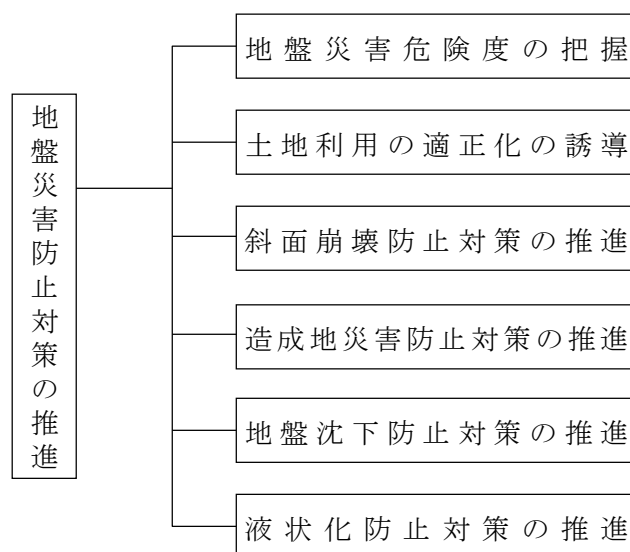 地盤災害防止対策の推進
地盤災害危険度の把握
土地利用の適正化の誘導
斜面崩壊防止対策の推進
造成地災害防止対策の推進
地盤沈下防止対策の推進
液状化防止対策の推進